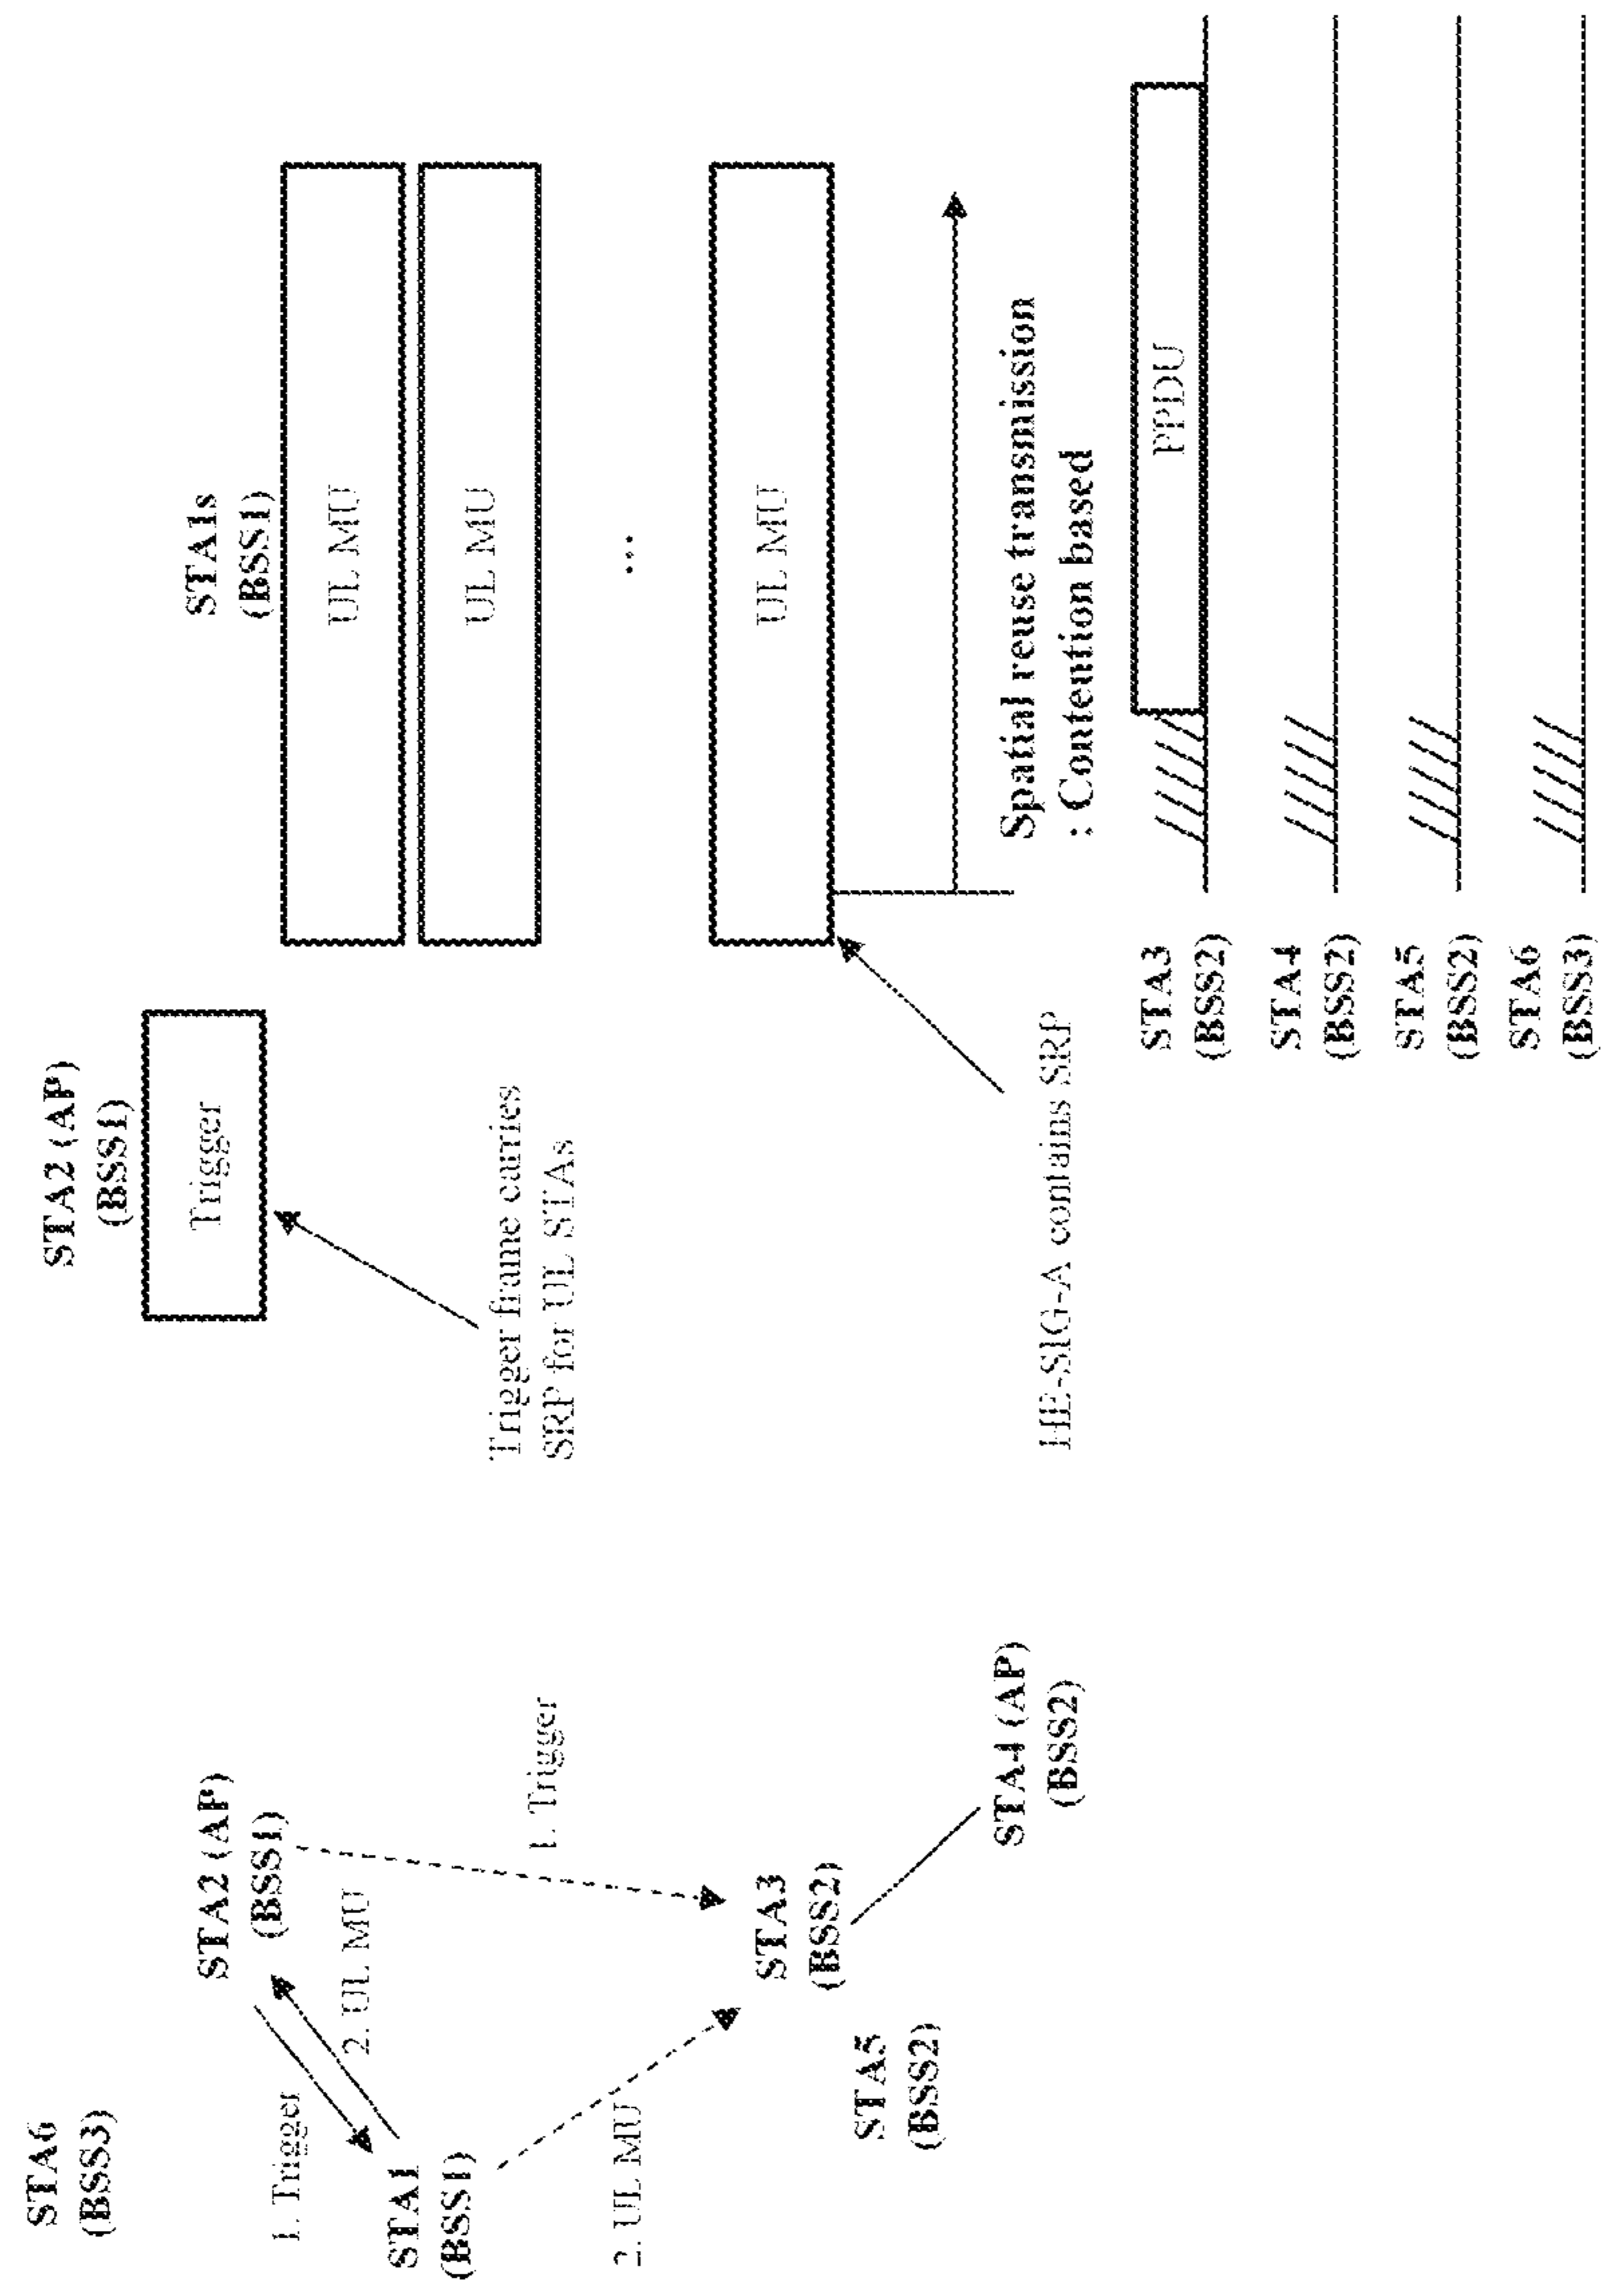 STA6
(BSS3)
STA2 (AP)
(BSS1)
1. Trigger
2. UL MU
STA1
(BSS1)
1. Trigger
2. UL MU
STA3
(BSS2)
STA5
(BSS2)
STA4 (AP)
(BSS2)
STA2 (AP)
(BSS1)
Trigger
Trigger frame carries
SRP for UL STAs
STA1s
(BSS1)
UL MU
UL MU
...
UL MU
HE-SIG-A contains SRP
Spatial reuse transmission
: Contention based
STA3
(BSS2)
PPDU
STA4
(BSS2)
STA5
(BSS2)
STA6
(BSS3)